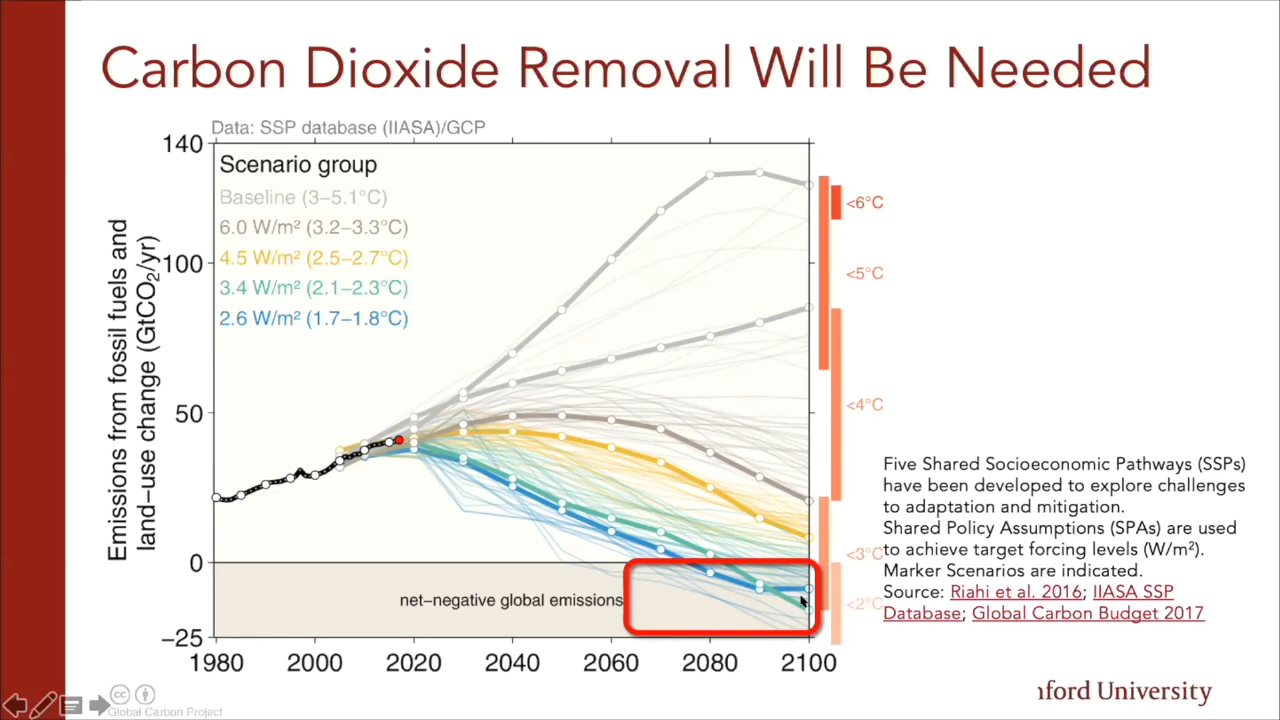 Carbon Dioxide Removal Will Be Needed
Data: SSP database (IIASA)/GCP
Scenario group
Baseline (3–5.1°C)
6.0 W/m² (3.2–3.3°C)
4.5 W/m² (2.5–2.7°C)
3.4 W/m² (2.1–2.3°C)
2.6 W/m² (1.7–1.8°C)
Emissions from fossil fuels and
land–use change (GtCO₂/yr)
140
100
50
0
−25
net–negative global emissions
1980
2000
2020
2040
2060
2080
2100
<6°C
<5°C
<4°C
<3°C
<2°C
Five Shared Socioeconomic Pathways (SSPs)
have been developed to explore challenges
to adaptation and mitigation.
Shared Policy Assumptions (SPAs) are used
to achieve target forcing levels (W/m²).
Marker Scenarios are indicated.
Source: Riahi et al. 2016; IIASA SSP
Database; Global Carbon Budget 2017
cc
Global Carbon Project
University